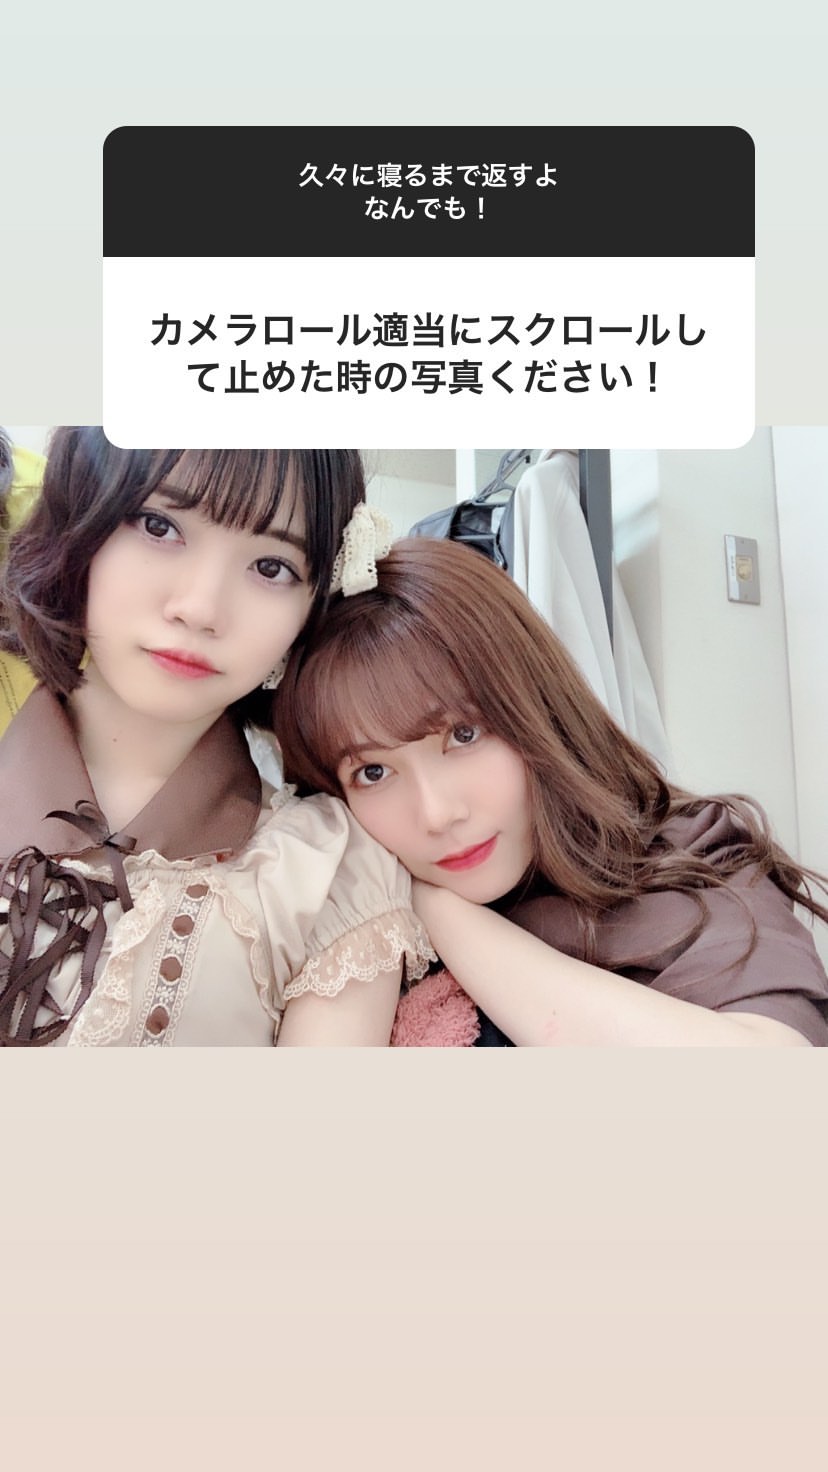 久々に寝るまで返すよ
なんでも！
カメラロール適当にスクロールし
て止めた時の写真ください！